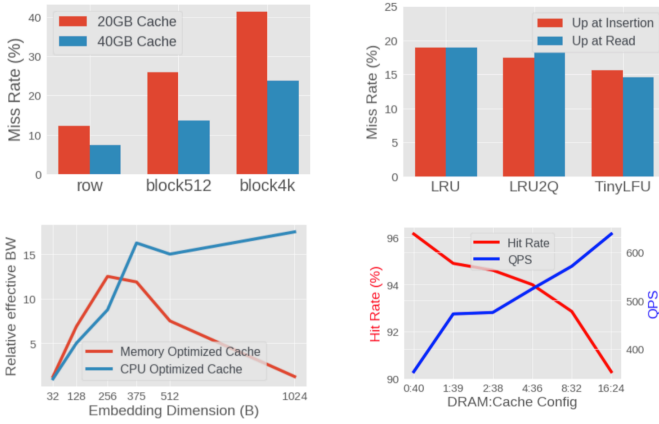 Miss Rate (%)
40
30
20
10
0
20GB Cache
40GB Cache
row block512 block4k
Miss Rate (%)
25
20
15
10
5
0
Up at Insertion
Up at Read
LRU LRU2Q TinyLFU
Relative effective BW
15
10
5
Memory Optimized Cache
CPU Optimized Cache
32 128 256 375 512 1024
Embedding Dimension (B)
Hit Rate (%)
96
94
92
90
Hit Rate
QPS
600
500
400
QPS
0:40 1:39 2:38 4:36 8:32 16:24
DRAM:Cache Config